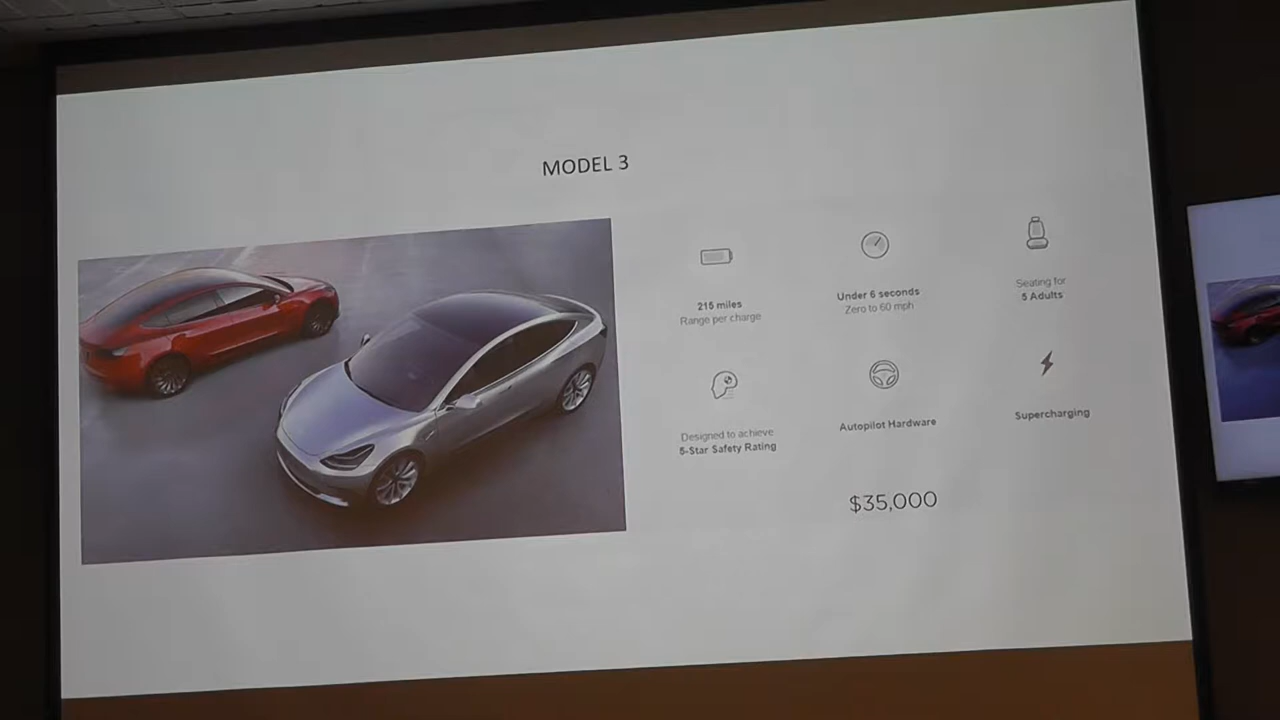 MODEL 3
215 miles
Range per charge
Under 6 seconds
Zero to 60 mph
Seating for
5 Adults
Designed to achieve
5-Star Safety Rating
Autopilot Hardware
Supercharging
$35,000